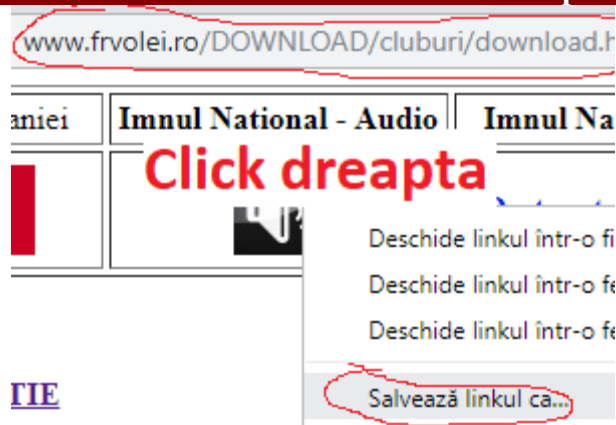 www.frvolei.ro/DOWNLOAD/cluburi/download.h
aniei Imnul National - Audio Imnul Na
Click dreapta
Deschide linkul într-o fi
Deschide linkul într-o fe
Deschide linkul într-o fe
TIE
Salvează linkul ca...